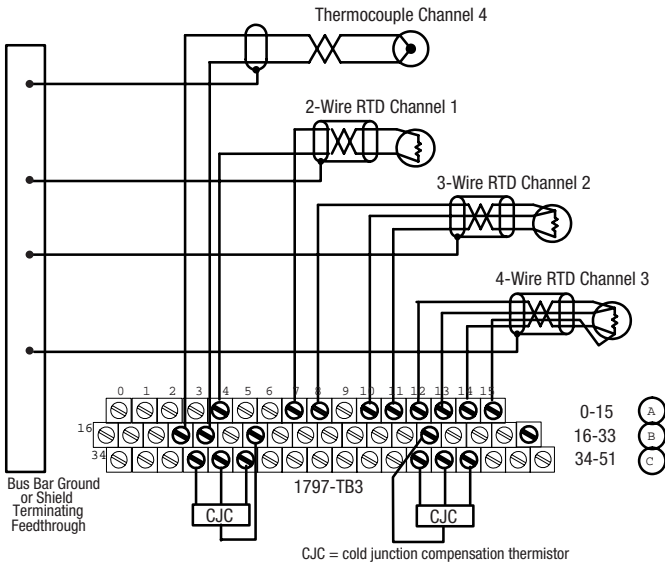 Thermocouple Channel 4
2-Wire RTD Channel 1
3-Wire RTD Channel 2
4-Wire RTD Channel 3
0 1 2 3 4 5 6 7 8 9 10 11 12 13 14 15
0-15 A
16
16-33 B
34
34-51 C
1797-TB3
Bus Bar Ground
or Shield
Terminating
Feedthrough
CJC
CJC
CJC = cold junction compensation thermistor